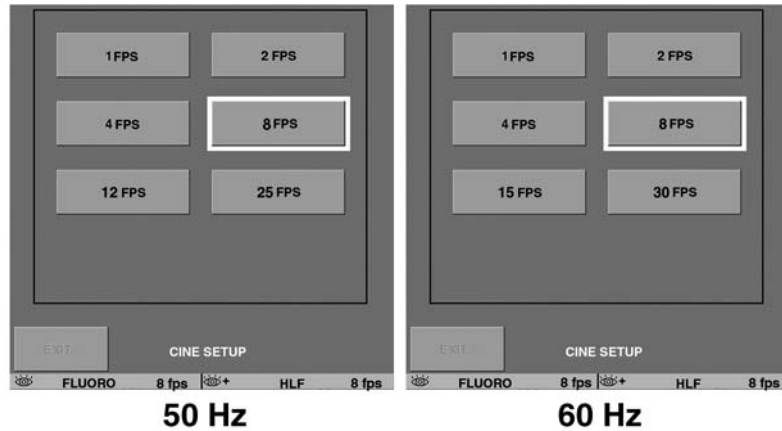 1 FPS 2 FPS
4 FPS 8 FPS
12 FPS 25 FPS
EXIT
CINE SETUP
FLUORO 8 fps + HLF 8 fps
50 Hz
1 FPS 2 FPS
4 FPS 8 FPS
15 FPS 30 FPS
EXIT
CINE SETUP
FLUORO 8 fps + HLF 8 fps
60 Hz